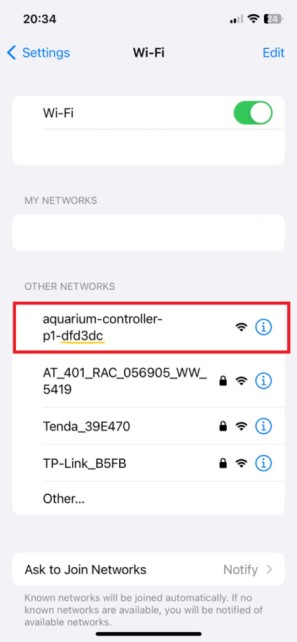 20:34
24
Settings
Wi-Fi
Edit
Wi-Fi
MY NETWORKS
OTHER NETWORKS
aquarium-controller-
p1-dfd3dc
AT_401_RAC_056905_WW_
5419
Tenda_39E470
TP-Link_B5FB
Other...
Ask to Join Networks
Notify
Known networks will be joined automatically. If no
known networks are available, you will be notified of
available networks.